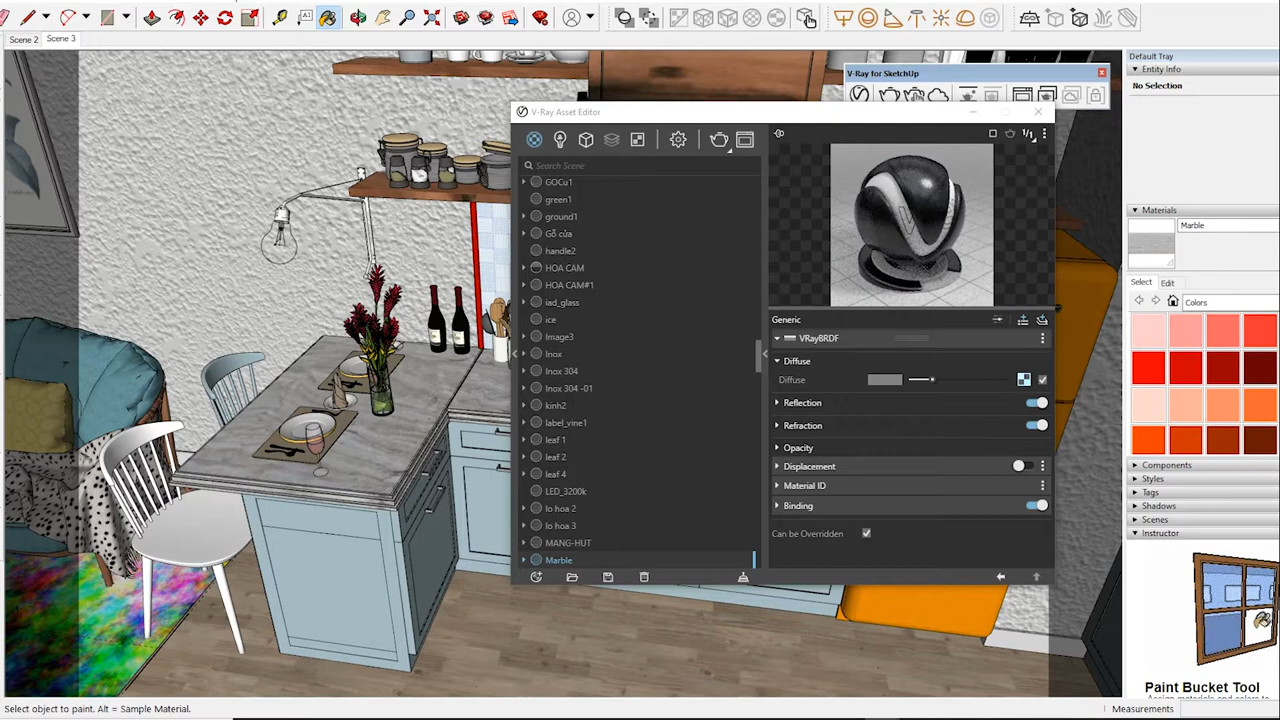 A1
Scene 2
Scene 3
Default Tray
Entity Info
No Selection
V-Ray for SketchUp
V-Ray Asset Editor
Search Scene
GOCu1
green1
ground1
Gỗ cửa
handle2
HOA CAM
HOA CAM#1
iad_glass
ice
Image3
Inox
Inox 304
Inox 304 -01
kinh2
label_vine1
leaf 1
leaf 2
leaf 4
LED_3200k
lo hoa 2
lo hoa 3
MANG-HUT
Marble
1/1
Generic
VRayBRDF
Diffuse
Diffuse
Reflection
Refraction
Opacity
Displacement
Material ID
Binding
Can be Overridden
Materials
Marble
Select
Edit
Colors
Components
Styles
Tags
Shadows
Scenes
Instructor
Paint Bucket Tool
Select object to paint. Alt = Sample Material.
Measurements